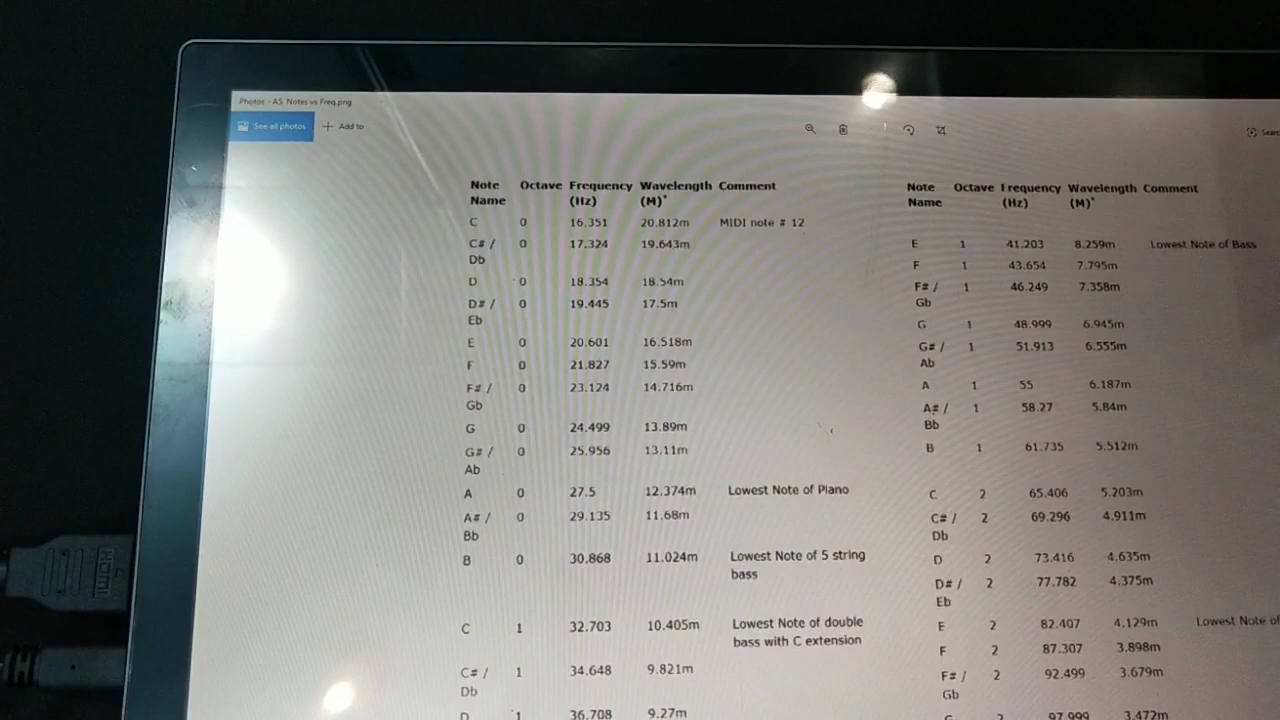 Photos - A5. Notes vs Freq.png
See all photos + Add to
Note Octave Frequency Wavelength Comment
Name (Hz) (M)*
C 0 16.351 20.812m MIDI note # 12
C# / 0 17.324 19.643m
Db
D 0 18.354 18.54m
D# / 0 19.445 17.5m
Eb
E 0 20.601 16.518m
F 0 21.827 15.59m
F# / 0 23.124 14.716m
Gb
G 0 24.499 13.89m
G# / 0 25.956 13.11m
Ab
A 0 27.5 12.374m Lowest Note of Piano
A# / 0 29.135 11.68m
Bb
B 0 30.868 11.024m Lowest Note of 5 string
bass
C 1 32.703 10.405m Lowest Note of double
bass with C extension
C# / 1 34.648 9.821m
Db
D 1 36.708 9.27m
Note Octave Frequency Wavelength Comment
Name (Hz) (M)*
E 1 41.203 8.259m Lowest Note of Bass
F 1 43.654 7.795m
F# / 1 46.249 7.358m
Gb
G 1 48.999 6.945m
G# / 1 51.913 6.555m
Ab
A 1 55 6.187m
A# / 1 58.27 5.84m
Bb
B 1 61.735 5.512m
C 2 65.406 5.203m
C# / 2 69.296 4.911m
Db
D 2 73.416 4.635m
D# / 2 77.782 4.375m
Eb
E 2 82.407 4.129m Lowest Note of
F 2 87.307 3.898m
F# / 2 92.499 3.679m
Gb
97.999 3.472m
HDMI